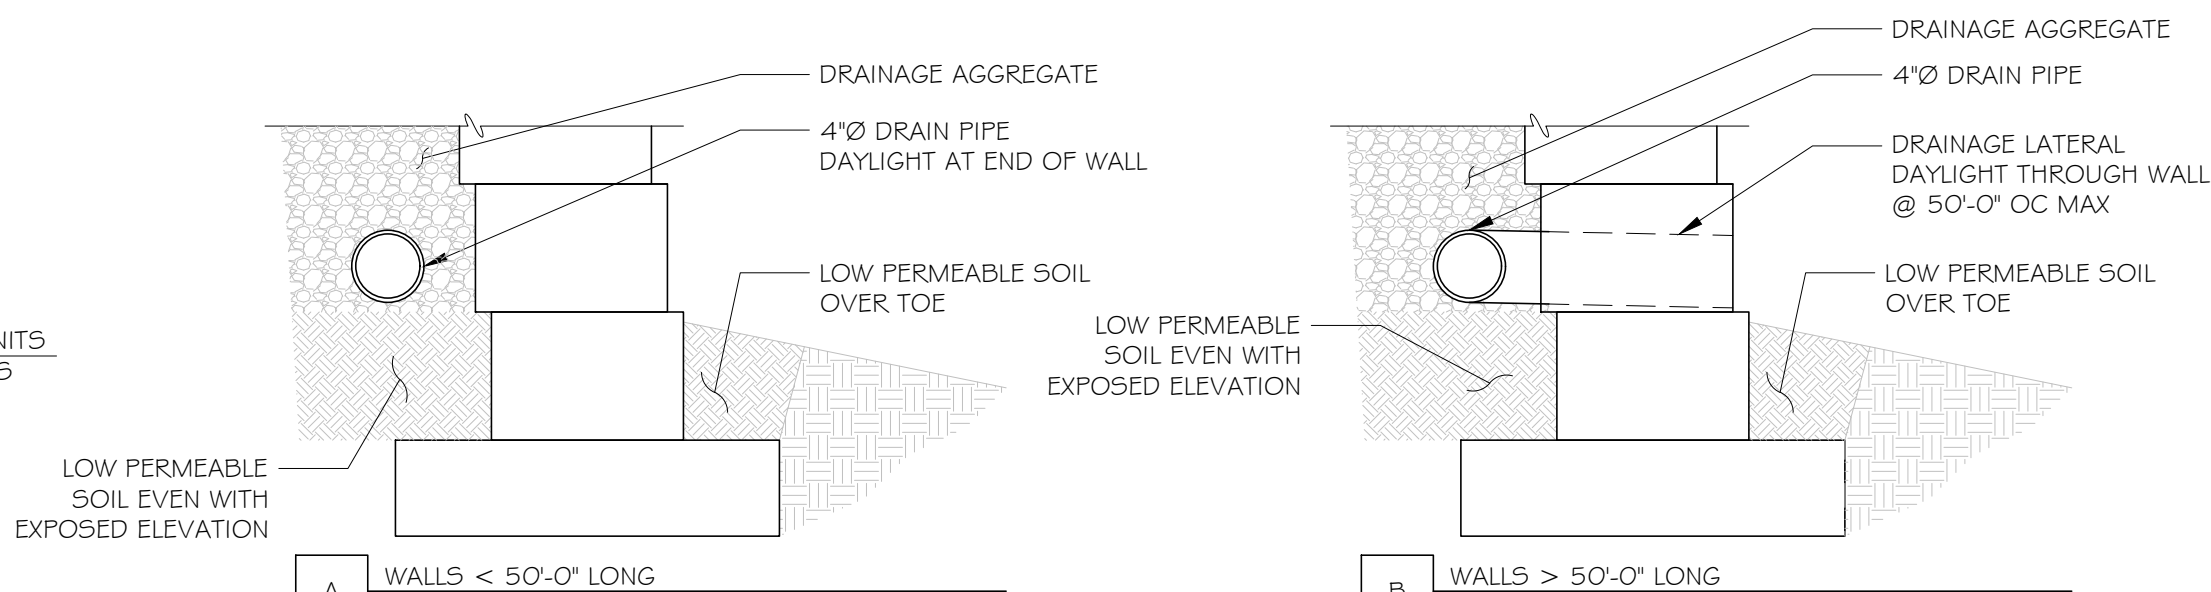 DRAINAGE AGGREGATE
4"Ø DRAIN PIPE
DAYLIGHT AT END OF WALL
LOW PERMEABLE SOIL
OVER TOE
LOW PERMEABLE
SOIL EVEN WITH
EXPOSED ELEVATION
A
WALLS < 50'-0" LONG
DRAINAGE AGGREGATE
4"Ø DRAIN PIPE
DRAINAGE LATERAL
DAYLIGHT THROUGH WALL
@ 50'-0" OC MAX
LOW PERMEABLE SOIL
OVER TOE
LOW PERMEABLE
SOIL EVEN WITH
EXPOSED ELEVATION
B
WALLS > 50'-0" LONG